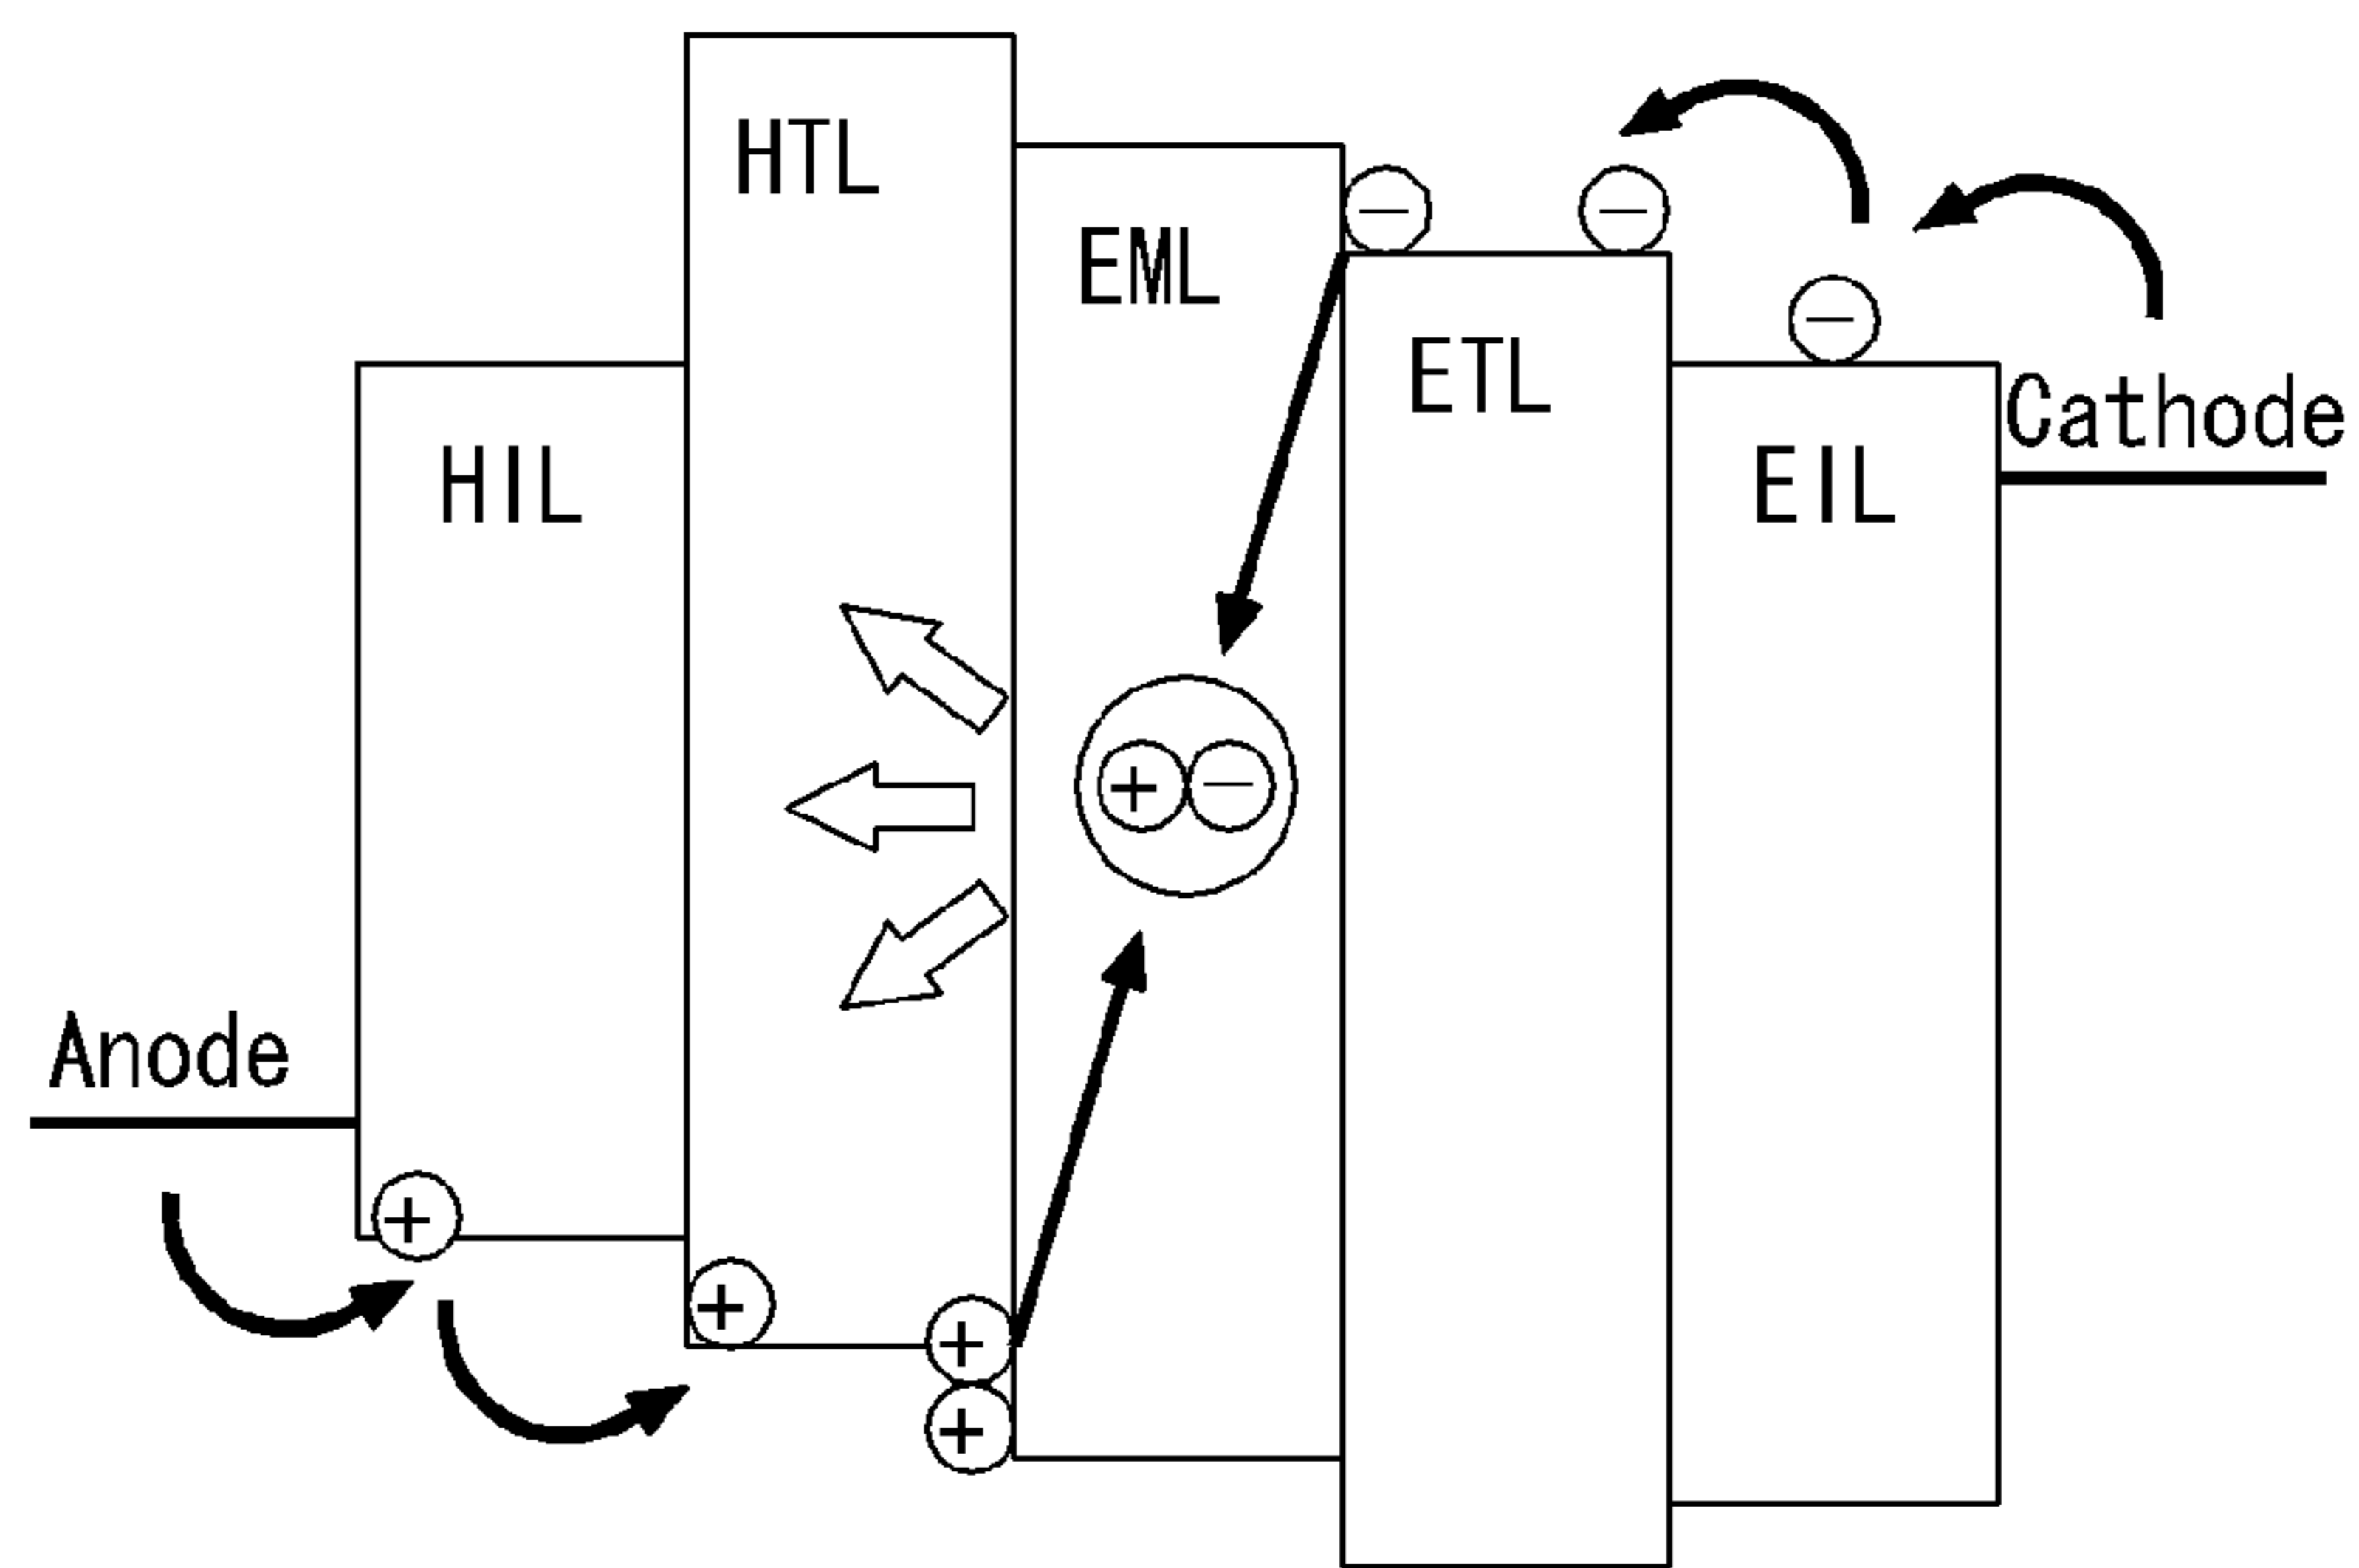 HTL
EML
ETL
HIL
EIL
Cathode
Anode
−
−
−
+
−
+
+
+
+